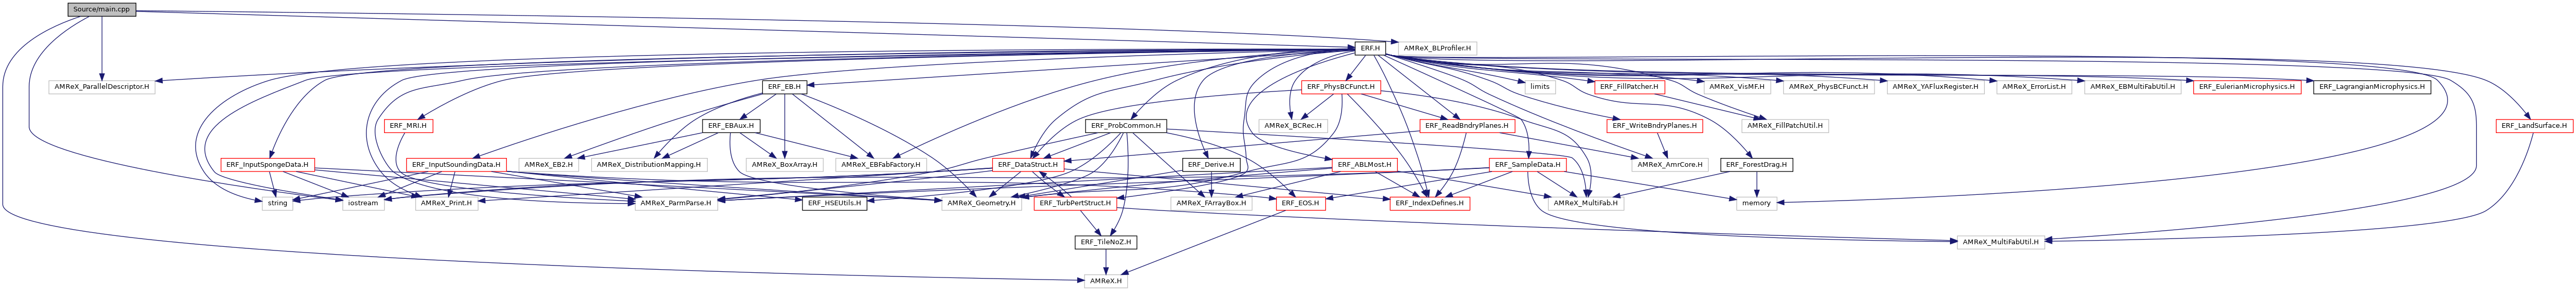 Source/main.cpp
ERF.H
AMReX_BLProfiler.H
AMReX_ParallelDescriptor.H
ERF_EB.H
ERF_PhysBCFunct.H
limits
ERF_FillPatcher.H
AMReX_VisMF.H
AMReX_PhysBCFunct.H
AMReX_YAFluxRegister.H
AMReX_ErrorList.H
AMReX_EBMultiFabUtil.H
ERF_EulerianMicrophysics.H
ERF_LagrangianMicrophysics.H
ERF_MRI.H
ERF_EBAux.H
ERF_ProbCommon.H
AMReX_BCRec.H
ERF_ReadBndryPlanes.H
ERF_WriteBndryPlanes.H
AMReX_FillPatchUtil.H
ERF_LandSurface.H
ERF_InputSpongeData.H
ERF_InputSoundingData.H
AMReX_EB2.H
AMReX_DistributionMapping.H
AMReX_BoxArray.H
AMReX_EBFabFactory.H
ERF_DataStruct.H
ERF_Derive.H
ERF_ABLMost.H
ERF_SampleData.H
AMReX_AmrCore.H
ERF_ForestDrag.H
string
iostream
AMReX_Print.H
AMReX_ParmParse.H
ERF_HSEUtils.H
AMReX_Geometry.H
ERF_TurbPertStruct.H
AMReX_FArrayBox.H
ERF_EOS.H
ERF_IndexDefines.H
AMReX_MultiFab.H
memory
ERF_TileNoZ.H
AMReX_MultiFabUtil.H
AMReX.H